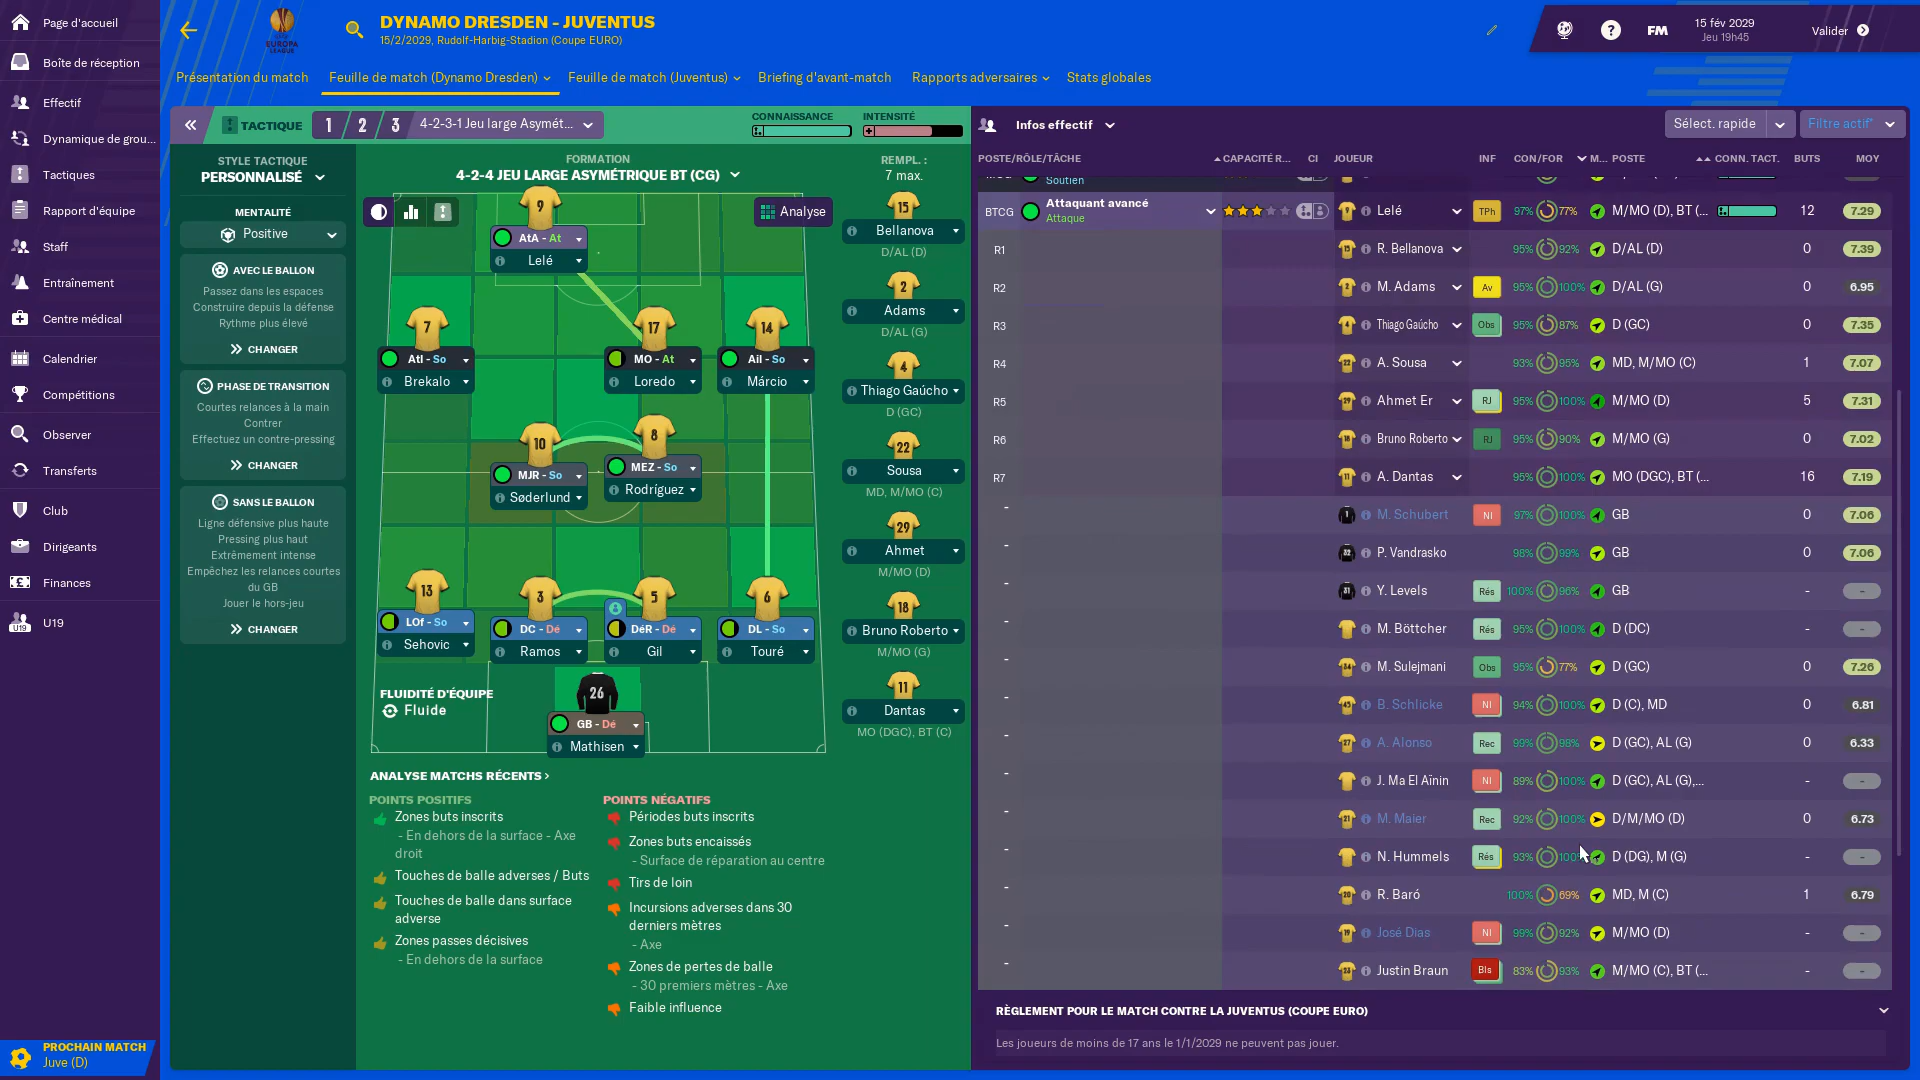 Page d'accueil
Boîte de réception
Effectif
Dynamique de grou...
Tactiques
Rapport d'équipe
Staff
Entraînement
Centre médical
Calendrier
Compétitions
Observer
Transferts
Club
Dirigeants
Finances
U19
U19
PROCHAIN MATCH
Juve (D)
DYNAMO DRESDEN - JUVENTUS
15/2/2029, Rudolf-Harbig-Stadion (Coupe EURO)
FM
15 fév 2029
Jeu 19h45
Valider
Présentation du match
Feuille de match (Dynamo Dresden)
Feuille de match (Juventus)
Briefing d'avant-match
Rapports adversaires
Stats globales
TACTIQUE
1
2
3
4-2-3-1 Jeu large Asymét...
CONNAISSANCE
INTENSITÉ
STYLE TACTIQUE
PERSONNALISÉ
MENTALITÉ
Positive
AVEC LE BALLON
Passez dans les espaces
Construire depuis la défense
Rythme plus élevé
CHANGER
PHASE DE TRANSITION
Courtes relances à la main
Contrer
Effectuez un contre-pressing
CHANGER
SANS LE BALLON
Ligne défensive plus haute
Pressing plus haut
Extrêmement intense
Empêchez les relances courtes
du GB
Jouer le hors-jeu
CHANGER
FORMATION
4-2-4 JEU LARGE ASYMÉTRIQUE BT (CG)
Analyse
9
AtA - At
Lelé
7
AtI - So
Brekalo
17
MO - At
Loredo
14
Ail - So
Márcio
10
MJR - So
Søderlund
8
MEZ - So
Rodríguez
13
LOf - So
Sehovic
3
DC - Dé
Ramos
5
DéR - Dé
Gil
6
DL - So
Touré
26
GB - Dé
Mathisen
FLUIDITÉ D'ÉQUIPE
Fluide
REMPL. :
7 max.
15
Bellanova
D/AL (D)
2
Adams
D/AL (G)
4
Thiago Gaúcho
D (GC)
22
Sousa
MD, M/MO (C)
29
Ahmet
M/MO (D)
18
Bruno Roberto
M/MO (G)
11
Dantas
MO (DGC), BT (C)
ANALYSE MATCHS RÉCENTS >
POINTS POSITIFS
Zones buts inscrits
- En dehors de la surface - Axe
droit
Touches de balle adverses / Buts
Touches de balle dans surface
adverse
Zones passes décisives
- En dehors de la surface
POINTS NÉGATIFS
Périodes buts inscrits
Zones buts encaissés
- Surface de réparation au centre
Tirs de loin
Incursions adverses dans 30
derniers mètres
- Axe
Zones de pertes de balle
- 30 premiers mètres - Axe
Faible influence
Infos effectif
Sélect. rapide
Filtre actif*
POSTE/RÔLE/TÂCHE CAPACITÉ R... CI JOUEUR INF CON/FOR M... POSTE CONN. TACT. BUTS MOY
Soutien
BTCG Attaquant avancé Lelé TPh 97% 77% M/MO (D), BT (... 12 7.29
Attaque
R1 R. Bellanova 95% 92% D/AL (D) 0 7.39
R2 M. Adams Av 95% 100% D/AL (G) 0 6.95
R3 Thiago Gaúcho Obs 95% 87% D (GC) 0 7.35
R4 A. Sousa 93% 95% MD, M/MO (C) 1 7.07
R5 Ahmet Er RJ 95% 100% M/MO (D) 5 7.31
R6 Bruno Roberto RJ 95% 90% M/MO (G) 0 7.02
R7 A. Dantas 95% 100% MO (DGC), BT (... 16 7.19
- M. Schubert NI 97% 100% GB 0 7.06
- P. Vandrasko 98% 99% GB 0 7.06
- Y. Levels Rés 100% 96% GB - -
- M. Böttcher Rés 95% 100% D (DC) - -
- M. Sulejmani Obs 95% 77% D (GC) 0 7.26
- B. Schlicke NI 94% 100% D (C), MD 0 6.81
- A. Alonso Rec 99% 98% D (GC), AL (G) 0 6.33
- J. Ma El Aïnin NI 89% 100% D (GC), AL (G),... - -
- M. Maier Rec 92% 100% D/M/MO (D) 0 6.73
- N. Hummels Rés 93% 100% D (DG), M (G) - -
- R. Baró 100% 69% MD, M (C) 1 6.79
- José Dias NI 99% 92% M/MO (D) - -
- Justin Braun Bls 83% 93% M/MO (C), BT (... - -
RÈGLEMENT POUR LE MATCH CONTRE LA JUVENTUS (COUPE EURO)
Les joueurs de moins de 17 ans le 1/1/2029 ne peuvent pas jouer.